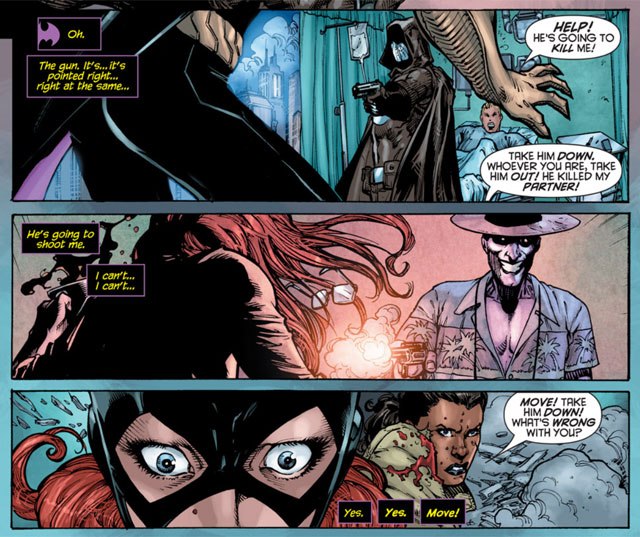 Oh.
The gun. It's...it's
pointed right...
right at the same...
HELP!
HE'S GOING TO
KILL ME!
TAKE HIM DOWN.
WHOEVER YOU ARE, TAKE
HIM OUT! HE KILLED MY
PARTNER!
He's going to
shoot me.
I can't...
I can't...
MOVE! TAKE
HIM DOWN!
WHAT'S WRONG
WITH YOU?
Yes.
Yes.
Move!